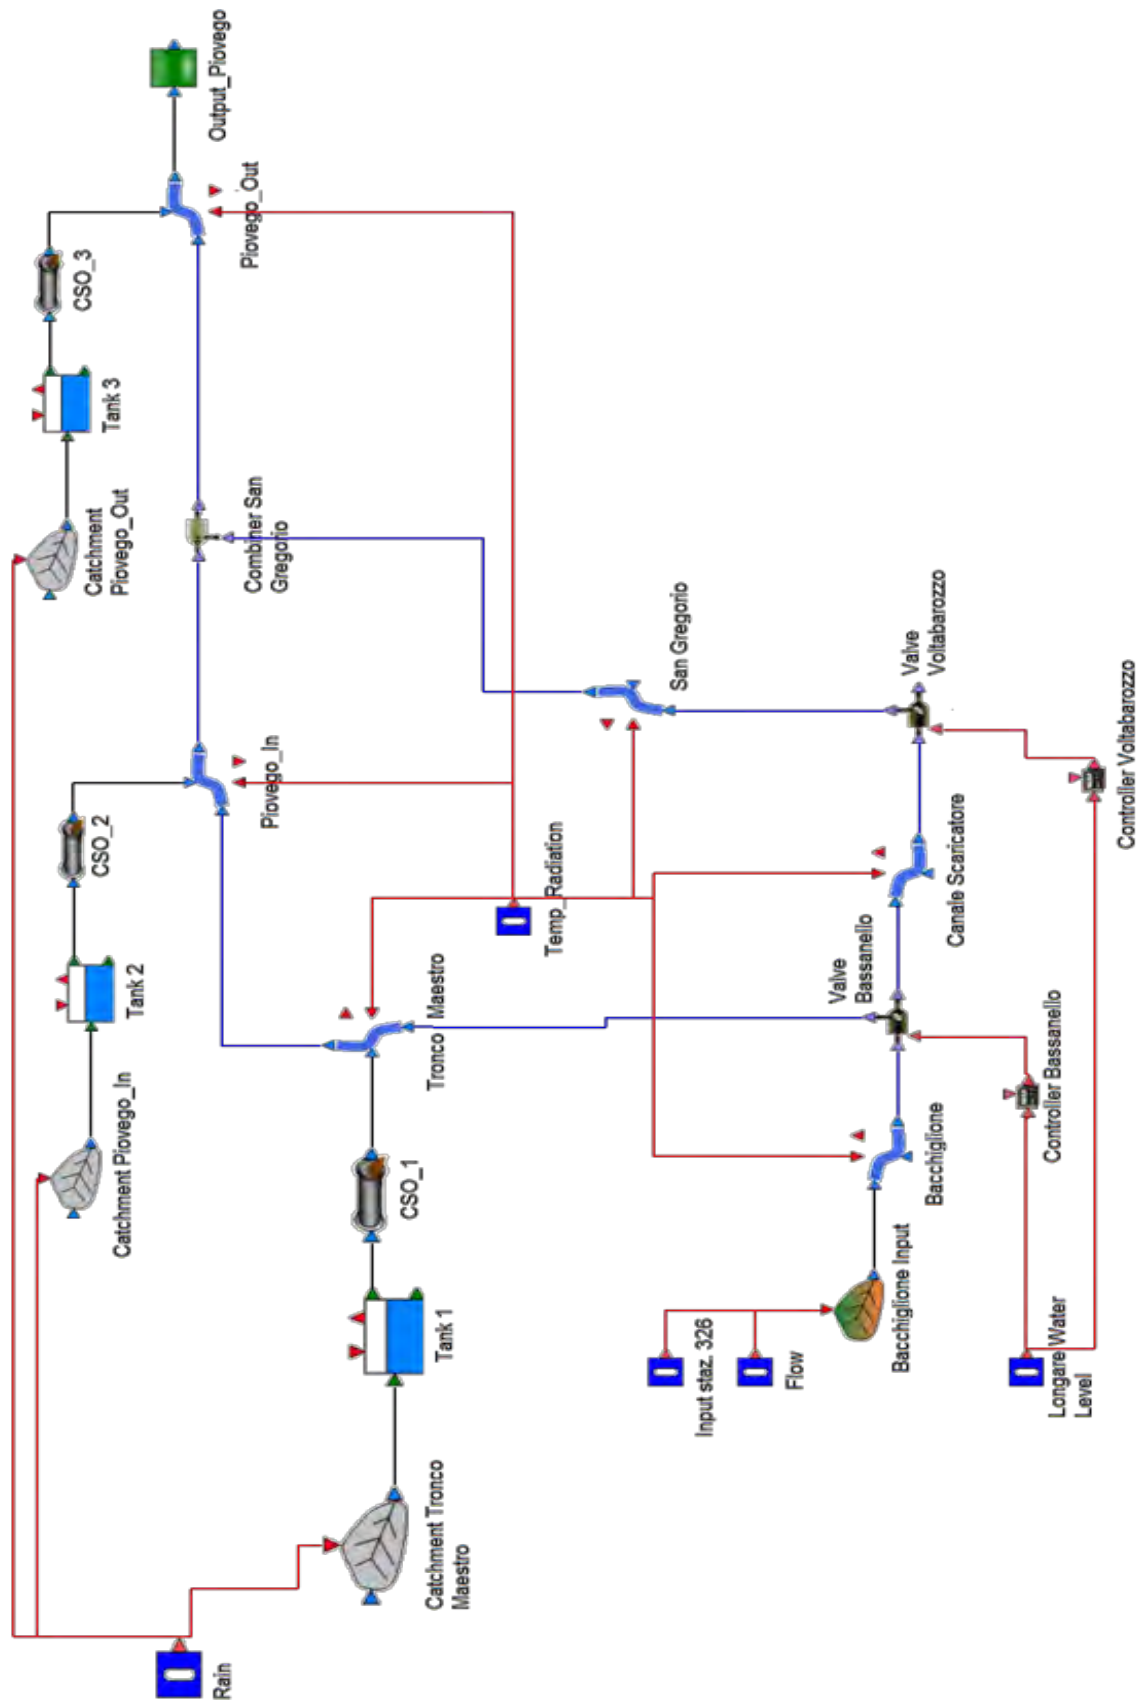 Rain
Catchment Tronco
Maestro
Tank 1
CSO_1
Tronco Maestro
Catchment Piovego_In
Tank 2
CSO_2
Piovego_In
Catchment
Piovego_Out
Tank 3
CSO_3
Piovego_Out
Output_Piovego
Combiner San
Gregorio
Temp_Radiation
San Gregorio
Input staz. 326
Flow
Bacchiglione Input
Bacchiglione
Valve
Bassanello
Canale Scaricatore
Valve
Voltabarozzo
Longare Water
Level
Controller Bassanello
Controller Voltabarozzo